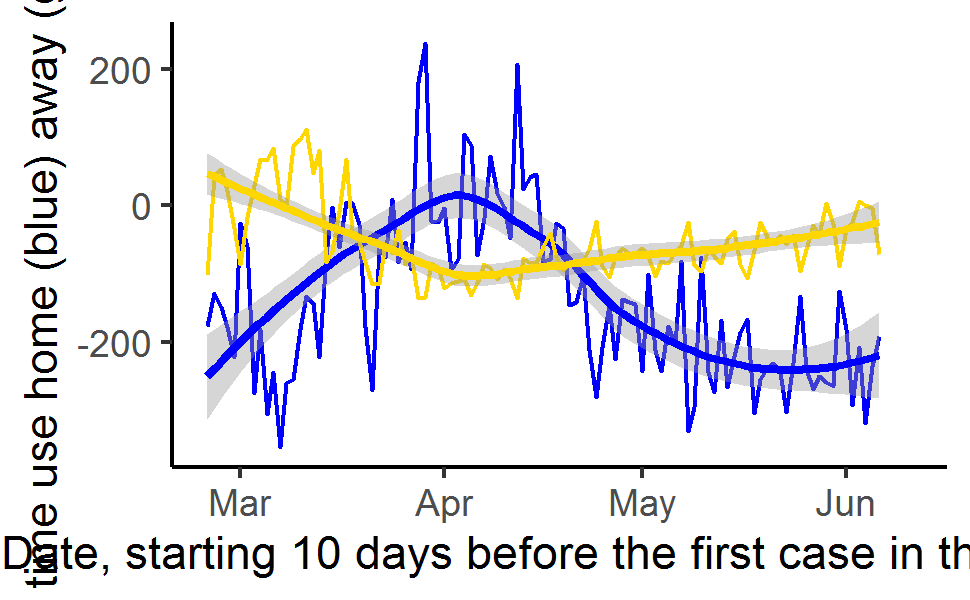 time use home (blue) away (
200
0
-200
Mar Apr May Jun
Date, starting 10 days before the first case in th